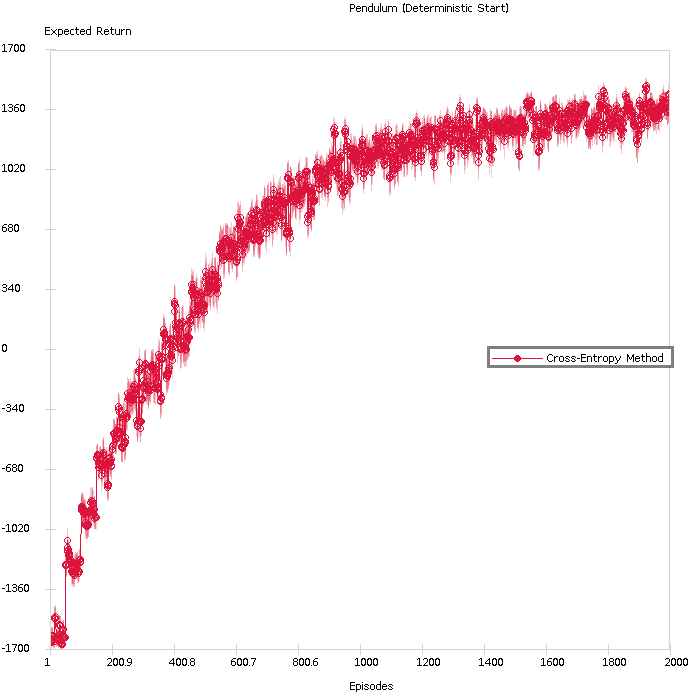 Pendulum (Deterministic Start)
Expected Return
1700
1360
1020
680
340
0
-340
-680
-1020
-1360
-1700
Cross-Entropy Method
1 200.9 400.8 600.7 800.6 1000 1200 1400 1600 1800 2000
Episodes